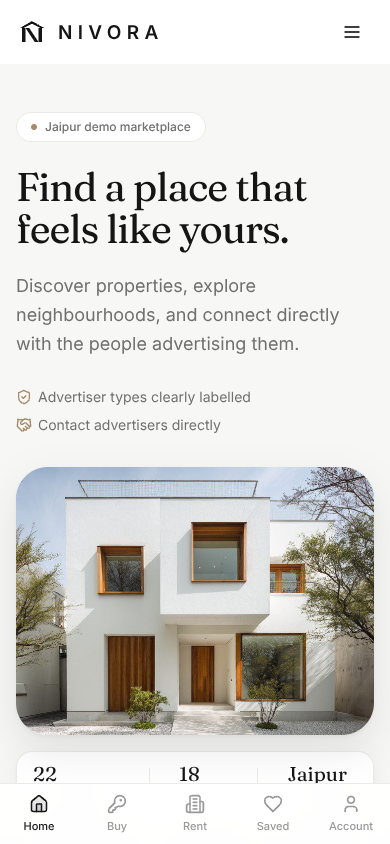 NIVORA
Jaipur demo marketplace
Find a place that
feels like yours.
Discover properties, explore
neighbourhoods, and connect directly
with the people advertising them.
Advertiser types clearly labelled
Contact advertisers directly
22 18 Jaipur
Home Buy Rent Saved Account